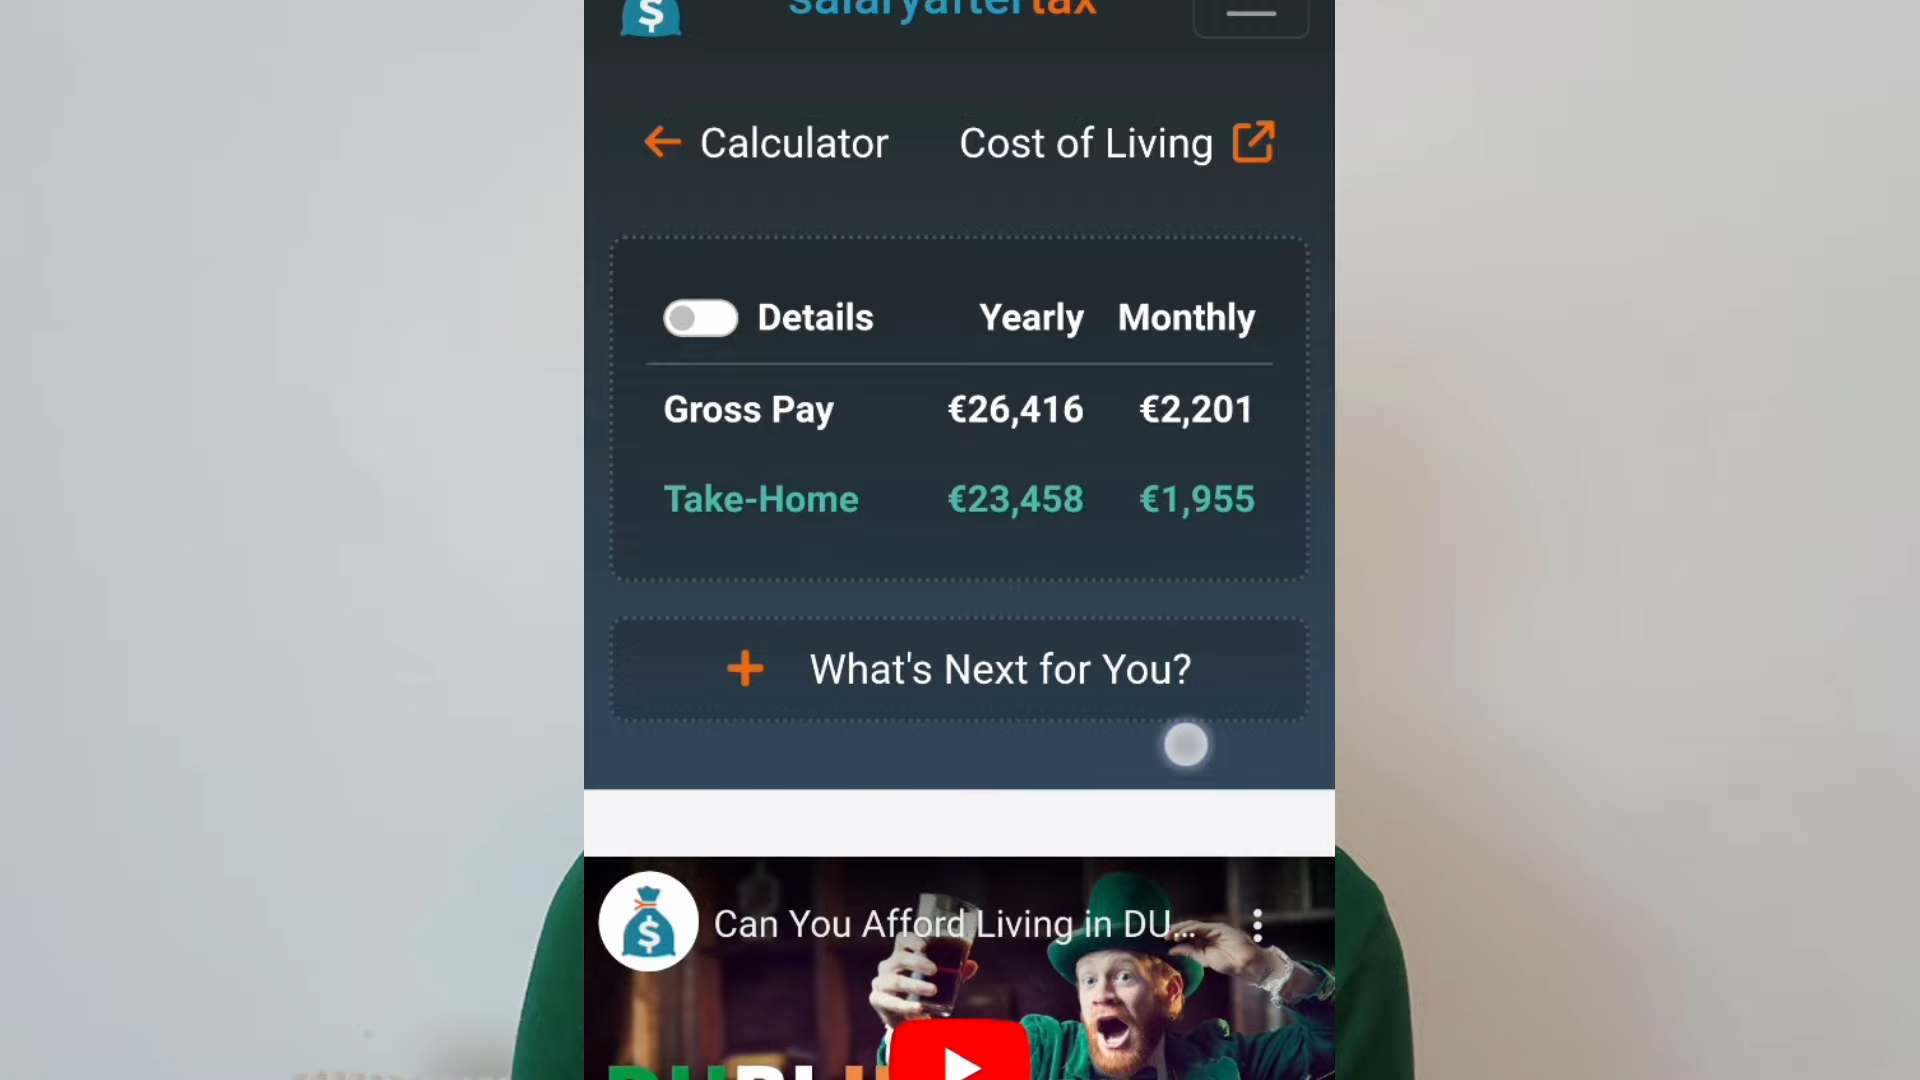 salaryaftertax
Calculator
Cost of Living
Details Yearly Monthly
Gross Pay €26,416 €2,201
Take-Home €23,458 €1,955
What's Next for You?
Can You Afford Living in DU...